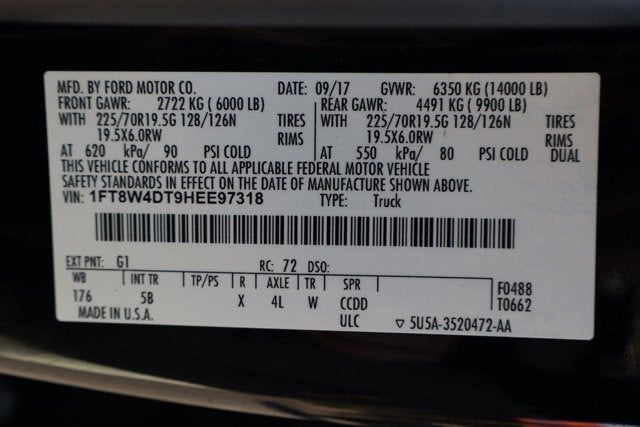 MFD. BY FORD MOTOR CO. DATE: 09/17 GVWR: 6350 KG (14000 LB)
FRONT GAWR: 2722 KG ( 6000 LB) REAR GAWR: 4491 KG ( 9900 LB)
WITH 225/70R19.5G 128/126N TIRES WITH 225/70R19.5G 128/126N TIRES
19.5X6.0RW RIMS 19.5X6.0RW RIMS
AT 620 kPa/ 90 PSI COLD AT 550 kPa/ 80 PSI COLD DUAL
THIS VEHICLE CONFORMS TO ALL APPLICABLE FEDERAL MOTOR VEHICLE
SAFETY STANDARDS IN EFFECT ON THE DATE OF MANUFACTURE SHOWN ABOVE.
VIN: 1FT8W4DT9HEE97318 TYPE: Truck
EXT PNT: G1 RC: 72 DSO:
WB INT TR TP/PS R AXLE TR SPR F0488
176 5B X 4L W CCDD T0662
MADE IN U.S.A. ULC ▽ 5U5A-3520472-AA